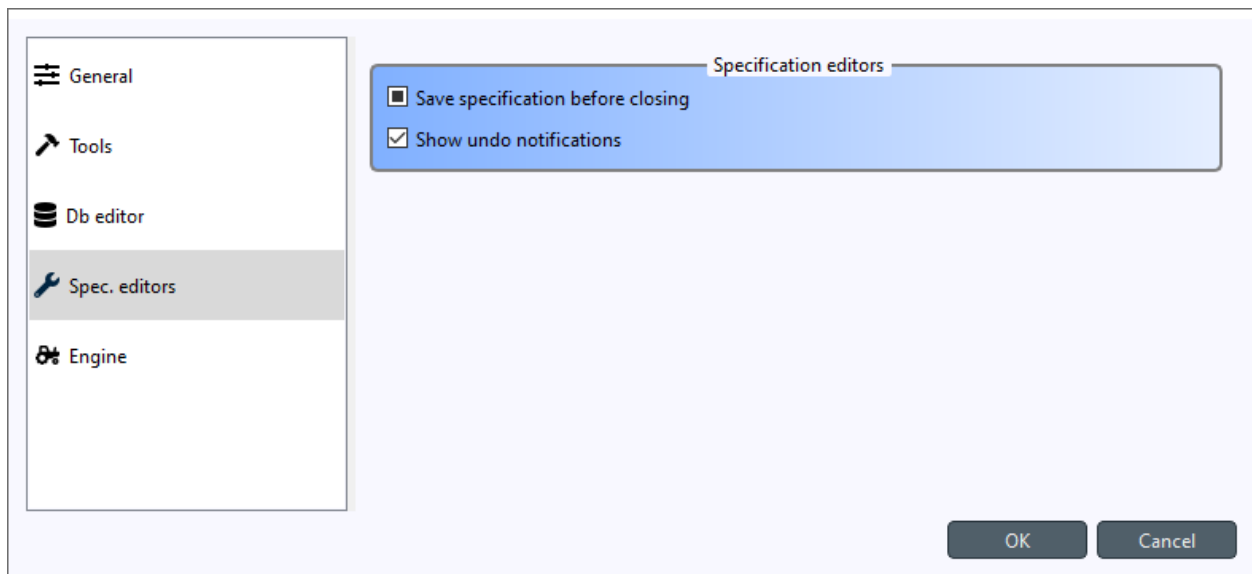 General
Tools
Db editor
Spec. editors
Engine
Specification editors
Save specification before closing
Show undo notifications
OK
Cancel